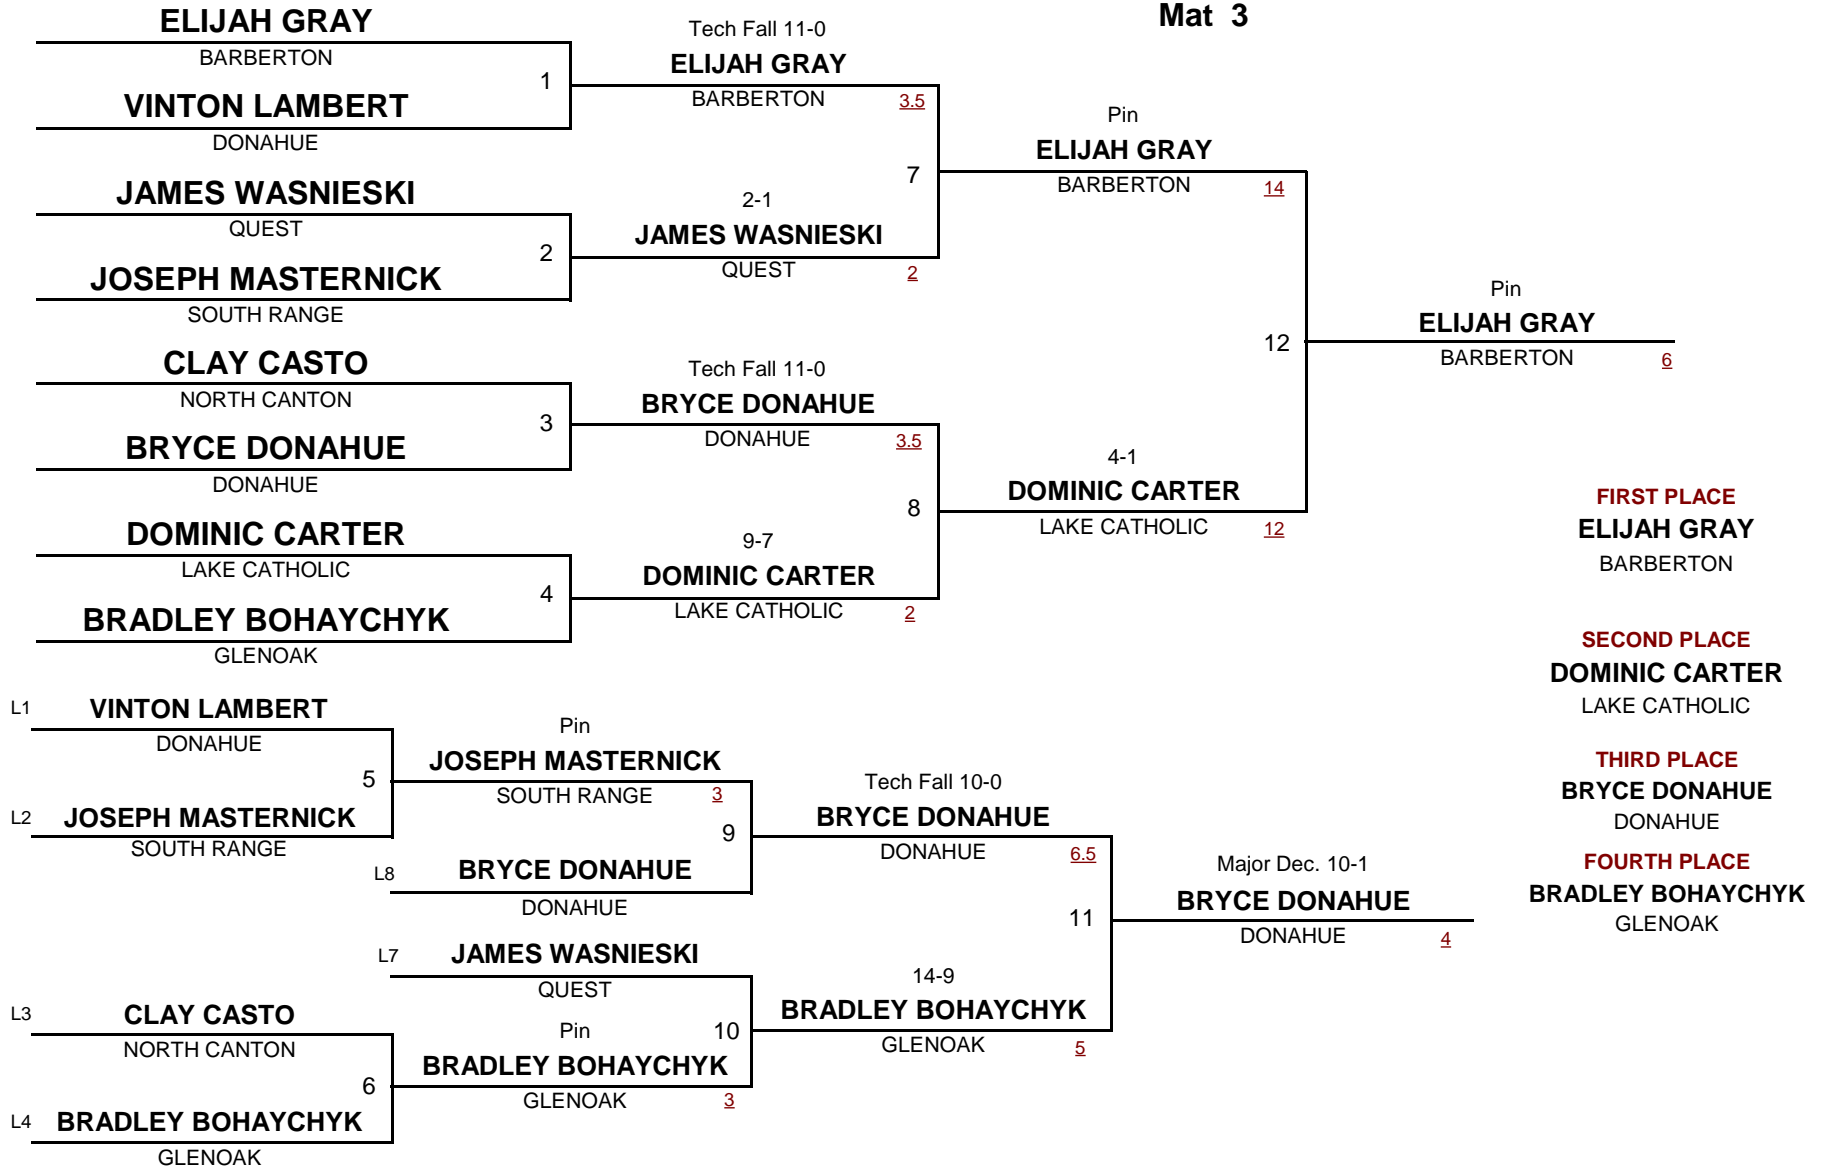 Mat 3
ELIJAH GRAY
BARBERTON
1
VINTON LAMBERT
DONAHUE
JAMES WASNIESKI
QUEST
2
JOSEPH MASTERNICK
SOUTH RANGE
CLAY CASTO
NORTH CANTON
3
BRYCE DONAHUE
DONAHUE
DOMINIC CARTER
LAKE CATHOLIC
4
BRADLEY BOHAYCHYK
GLENOAK
Tech Fall 11-0
ELIJAH GRAY
BARBERTON 3.5
7
2-1
JAMES WASNIESKI
QUEST 2
Tech Fall 11-0
BRYCE DONAHUE
DONAHUE 3.5
8
9-7
DOMINIC CARTER
LAKE CATHOLIC 2
Pin
ELIJAH GRAY
BARBERTON 14
12
4-1
DOMINIC CARTER
LAKE CATHOLIC 12
Pin
ELIJAH GRAY
BARBERTON 6
L1 VINTON LAMBERT
DONAHUE
5
L2 JOSEPH MASTERNICK
SOUTH RANGE
L3 CLAY CASTO
NORTH CANTON
6
L4 BRADLEY BOHAYCHYK
GLENOAK
Pin
JOSEPH MASTERNICK
SOUTH RANGE 3
9
L8 BRYCE DONAHUE
DONAHUE
L7 JAMES WASNIESKI
QUEST
Pin 10
BRADLEY BOHAYCHYK
GLENOAK 3
Tech Fall 10-0
BRYCE DONAHUE
DONAHUE 6.5
11
14-9
BRADLEY BOHAYCHYK
GLENOAK 5
Major Dec. 10-1
BRYCE DONAHUE
DONAHUE 4
FIRST PLACE
ELIJAH GRAY
BARBERTON
SECOND PLACE
DOMINIC CARTER
LAKE CATHOLIC
THIRD PLACE
BRYCE DONAHUE
DONAHUE
FOURTH PLACE
BRADLEY BOHAYCHYK
GLENOAK